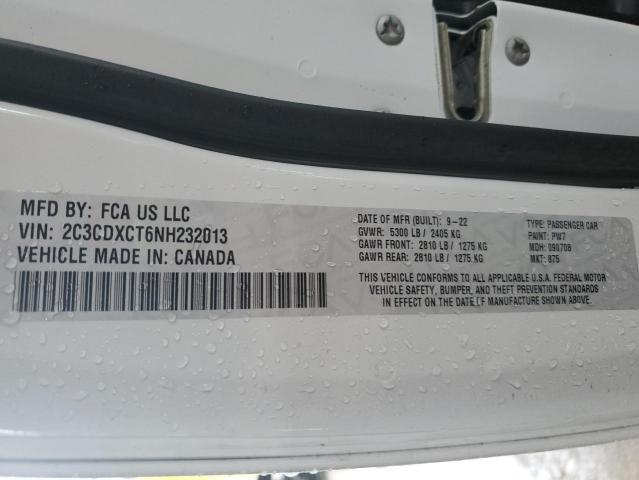 MFD BY: FCA US LLC
VIN: 2C3CDXCT6NH232013
VEHICLE MADE IN: CANADA
DATE OF MFR (BUILT): 9-22
GVWR: 5300 LB / 2405 KG
GAWR FRONT: 2810 LB / 1275 KG
GAWR REAR: 2810 LB / 1275 KG
TYPE: PASSENGER CAR
PAINT: PW7
MDH: 090708
MKT: 875
THIS VEHICLE CONFORMS TO ALL APPLICABLE U.S.A. FEDERAL MOTOR
VEHICLE SAFETY, BUMPER, AND THEFT PREVENTION STANDARDS
IN EFFECT ON THE DATE OF MANUFACTURE SHOWN ABOVE.